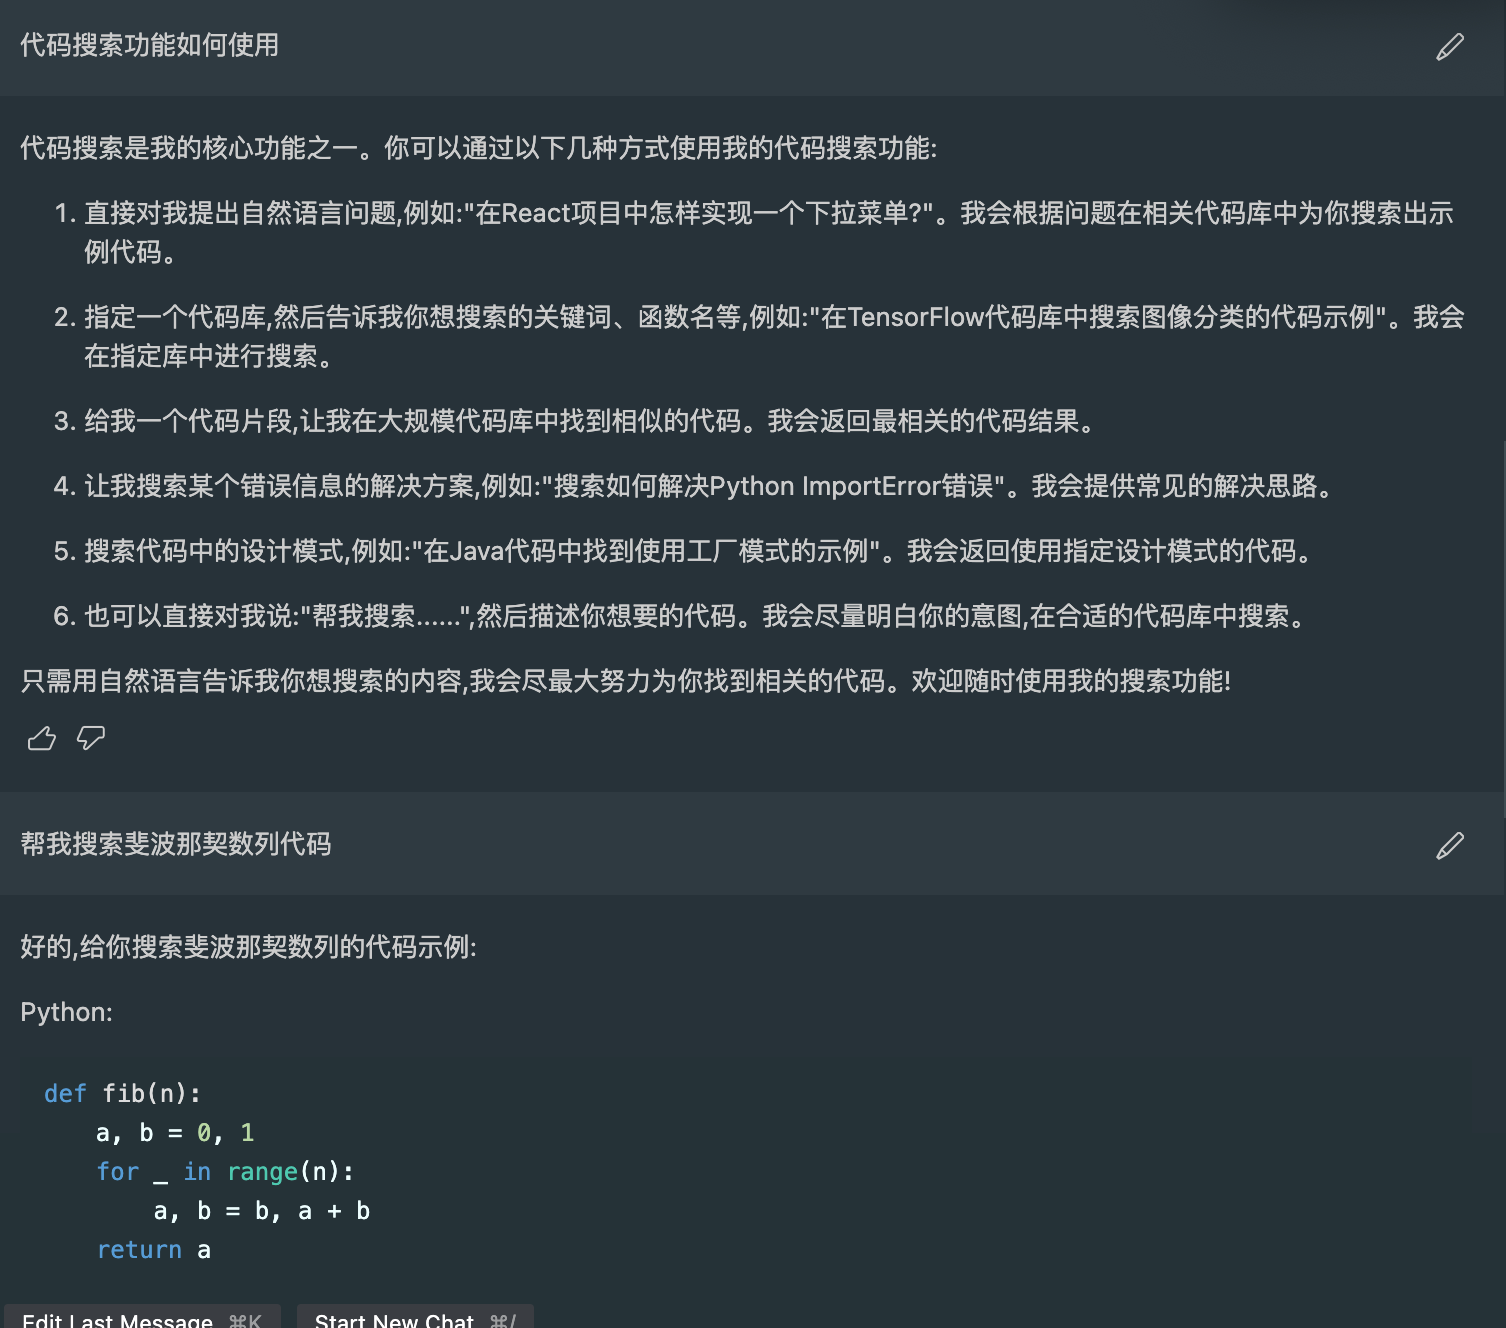 代码搜索功能如何使用
代码搜索是我的核心功能之一。你可以通过以下几种方式使用我的代码搜索功能:
1. 直接对我提出自然语言问题,例如:"在React项目中怎样实现一个下拉菜单?"。我会根据问题在相关代码库中为你搜索出示
例代码。
2. 指定一个代码库,然后告诉我你想搜索的关键词、函数名等,例如:"在TensorFlow代码库中搜索图像分类的代码示例"。我会
在指定库中进行搜索。
3. 给我一个代码片段,让我在大规模代码库中找到相似的代码。我会返回最相关的代码结果。
4. 让我搜索某个错误信息的解决方案,例如:"搜索如何解决Python ImportError错误"。我会提供常见的解决思路。
5. 搜索代码中的设计模式,例如:"在Java代码中找到使用工厂模式的示例"。我会返回使用指定设计模式的代码。
6. 也可以直接对我说:"帮我搜索......",然后描述你想要的代码。我会尽量明白你的意图,在合适的代码库中搜索。
只需用自然语言告诉我你想搜索的内容,我会尽最大努力为你找到相关的代码。欢迎随时使用我的搜索功能!
帮我搜索斐波那契数列代码
好的,给你搜索斐波那契数列的代码示例:
Python:
def fib(n):
    a, b = 0, 1
    for _ in range(n):
        a, b = b, a + b
    return a
Edit Last Message ⌘K Start New Chat ⌘/